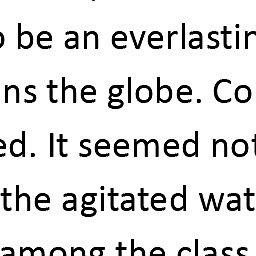 o be an everlastin
ns the globe. Co
ed. It seemed not
the agitated wat
among the class